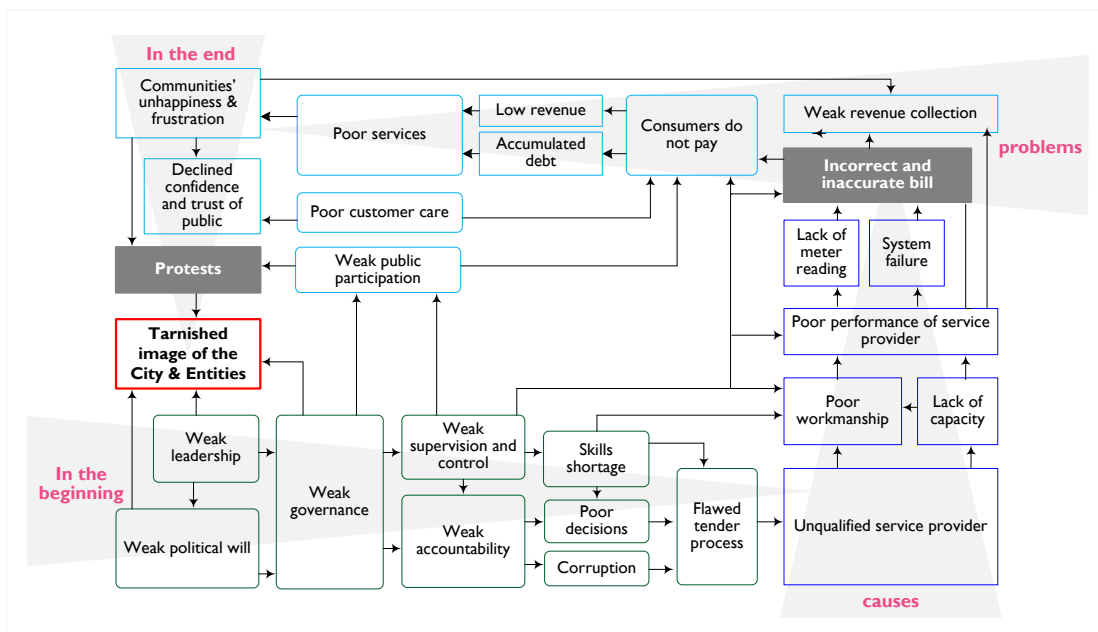 In the end
Communities’
unhappiness &
frustration
Poor services
Low revenue
Accumulated
debt
Consumers do
not pay
Weak revenue collection
problems
Incorrect and
inaccurate bill
Declined
confidence
and trust of
public
Poor customer care
Lack of
meter
reading
System
failure
Protests
Weak public
participation
Poor performance of service
provider
Tarnished
image of the
City & Entities
Poor
workmanship
Lack of
capacity
In the
beginning
Weak
leadership
Weak political will
Weak
governance
Weak
supervision and
control
Weak
accountability
Skills
shortage
Poor
decisions
Corruption
Flawed
tender
process
Unqualified service provider
causes